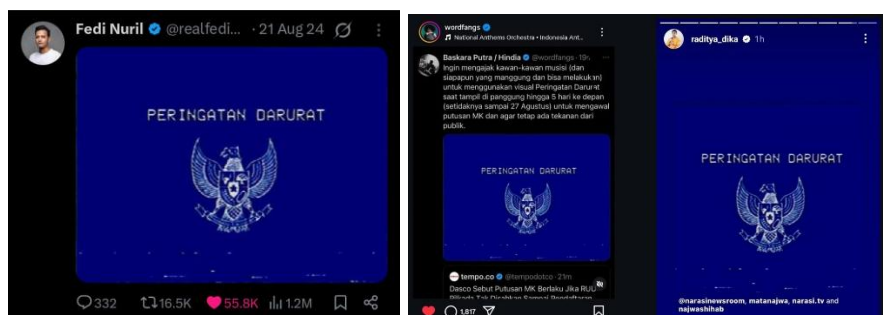 Fedi Nuril @realfedi... · 21 Aug 24
PERINGATAN DARURAT
332 16.5K 55.8K 1.2M
wordfangs
National Anthems Orchestra • Indonesia Ant...
Baskara Putra / Hindia @wordfangs · 19h
Ingin mengajak kawan-kawan musisi (dan
siapapun yang manggung dan bisa melakukan)
untuk menggunakan visual Peringatan Darurat
saat tampil di panggung hingga 5 hari ke depan
(setidaknya sampai 27 Agustus) untuk mengawal
putusan MK dan agar tetap ada tekanan dari
publik.
PERINGATAN DARURAT
tempo.co @tempodotco · 21m
Dasco Sebut Putusan MK Berlaku Jika RUU
Pilkada Tak Disahkan Sampai Pendaftaran
1,817
raditya_dika 1h
PERINGATAN DARURAT
@narasinewsroom, matanajwa, narasi.tv and
najwashihab